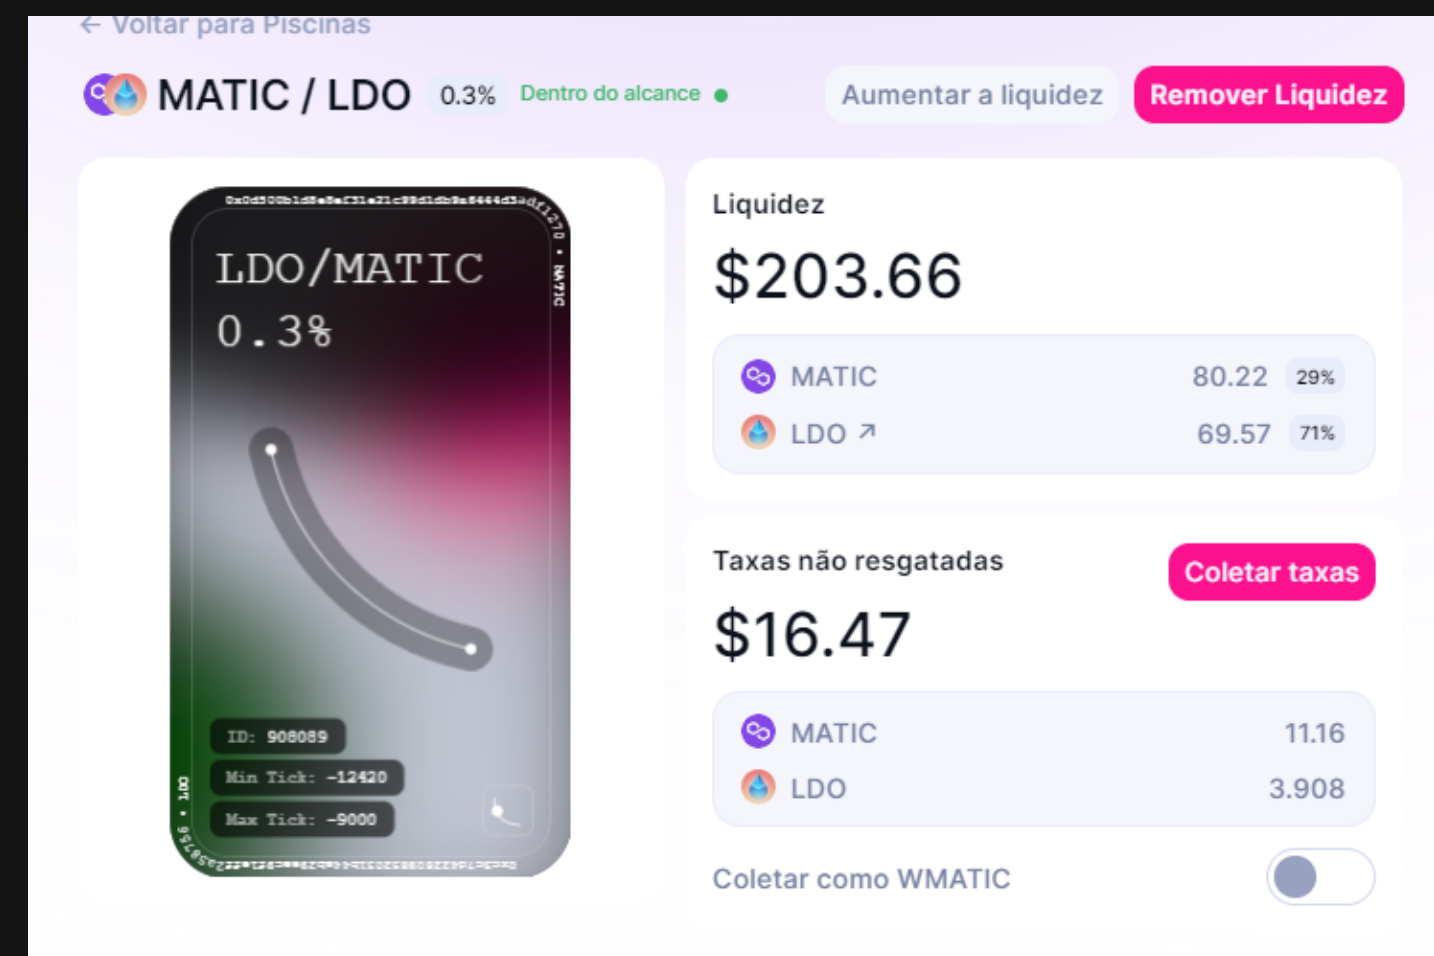 ← Voltar para Piscinas
MATIC / LDO 0.3% Dentro do alcance
Aumentar a liquidez
Remover Liquidez
LDO/MATIC
0.3%
• MATIC
ID: 908089
Min Tick: -12420
Max Tick: -9000
• LDO
Liquidez
$203.66
MATIC 80.22 29%
LDO ↗ 69.57 71%
Taxas não resgatadas
Coletar taxas
$16.47
MATIC 11.16
LDO 3.908
Coletar como WMATIC